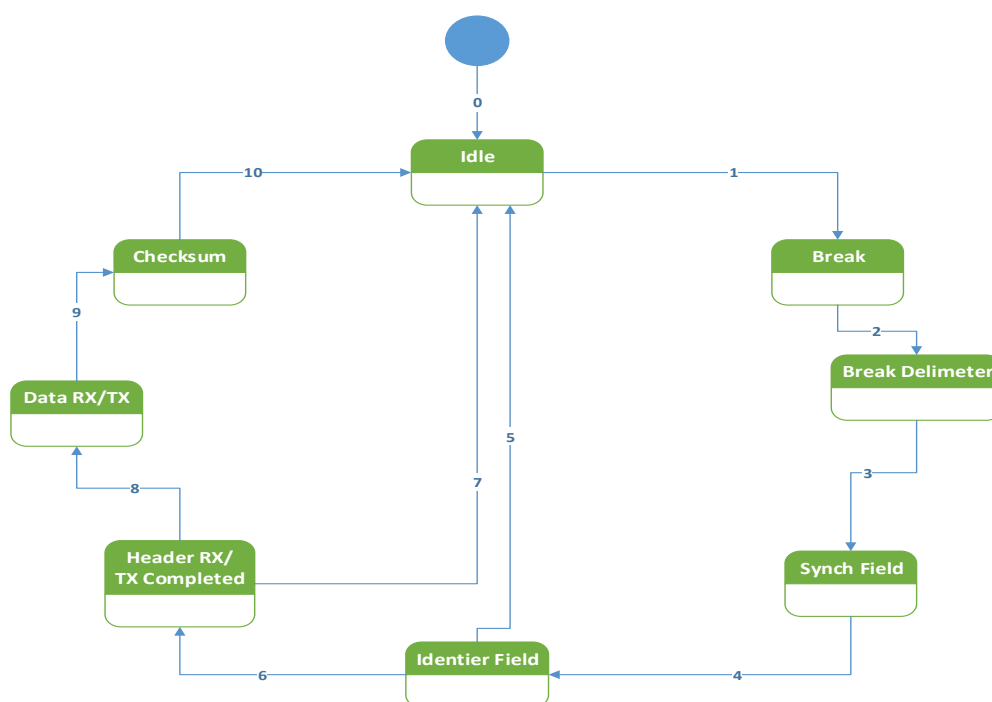 0
Idle
10
1
Checksum
Break
9
2
Data RX/TX
Break Delimeter
5
3
7
8
Header RX/
TX Completed
Synch Field
Identier Field
6
4